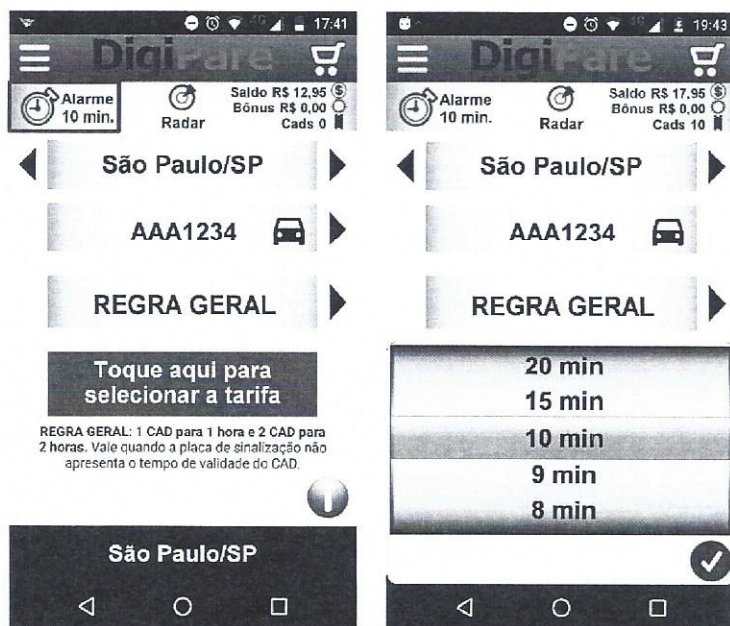 4G 17:41
DigiPare
Alarme
10 min.
Radar
Saldo R$ 12,95
Bônus R$ 0,00
Cads 0
São Paulo/SP
AAA1234
REGRA GERAL
Toque aqui para
selecionar a tarifa
REGRA GERAL: 1 CAD para 1 hora e 2 CAD para
2 horas. Vale quando a placa de sinalização não
apresenta o tempo de validade do CAD.
São Paulo/SP
4G 19:43
DigiPare
Alarme
10 min.
Radar
Saldo R$ 17,95
Bônus R$ 0,00
Cads 10
São Paulo/SP
AAA1234
REGRA GERAL
20 min
15 min
10 min
9 min
8 min